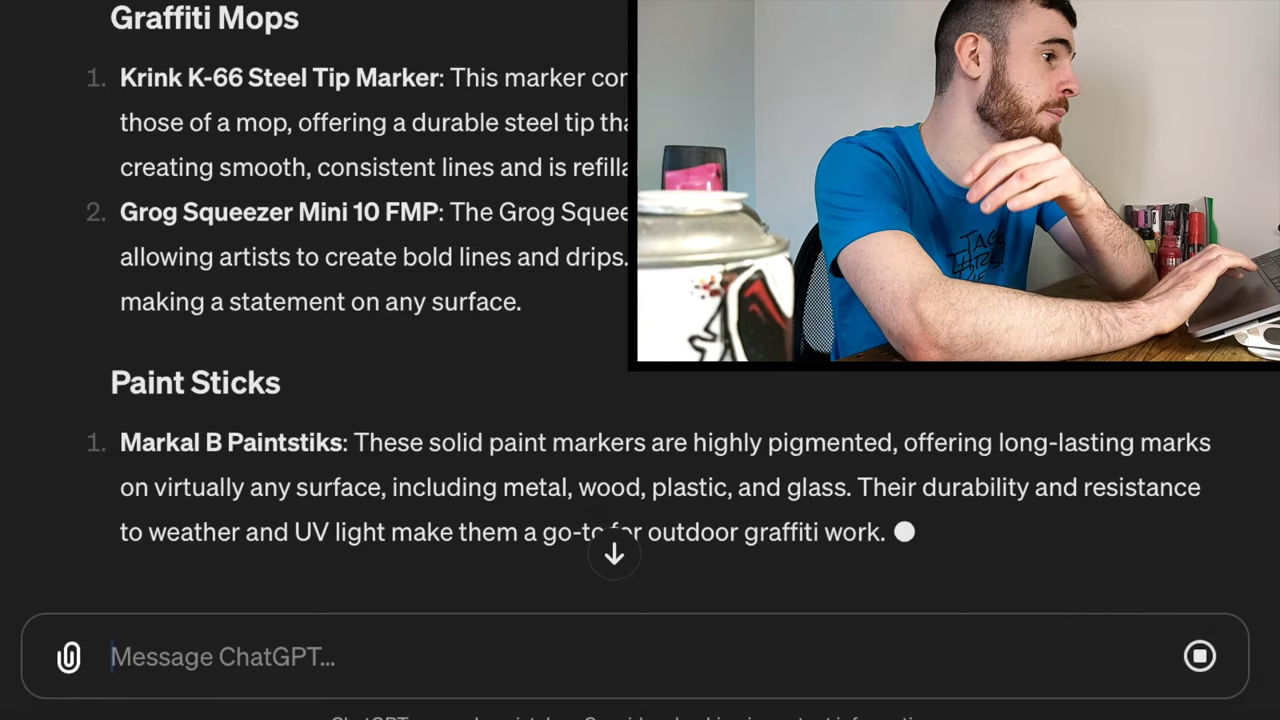 Graffiti Mops
1. Krink K-66 Steel Tip Marker: This marker
those of a mop, offering a durable steel tip
creating smooth, consistent lines and is
2. Grog Squeezer Mini 10 FMP: The Grog
allowing artists to create bold lines and drips.
making a statement on any surface.
Paint Sticks
1. Markal B Paintstiks: These solid paint markers are highly pigmented, offering long-lasting marks
on virtually any surface, including metal, wood, plastic, and glass. Their durability and resistance
to weather and UV light make them a go-to for outdoor graffiti work.
Message ChatGPT...